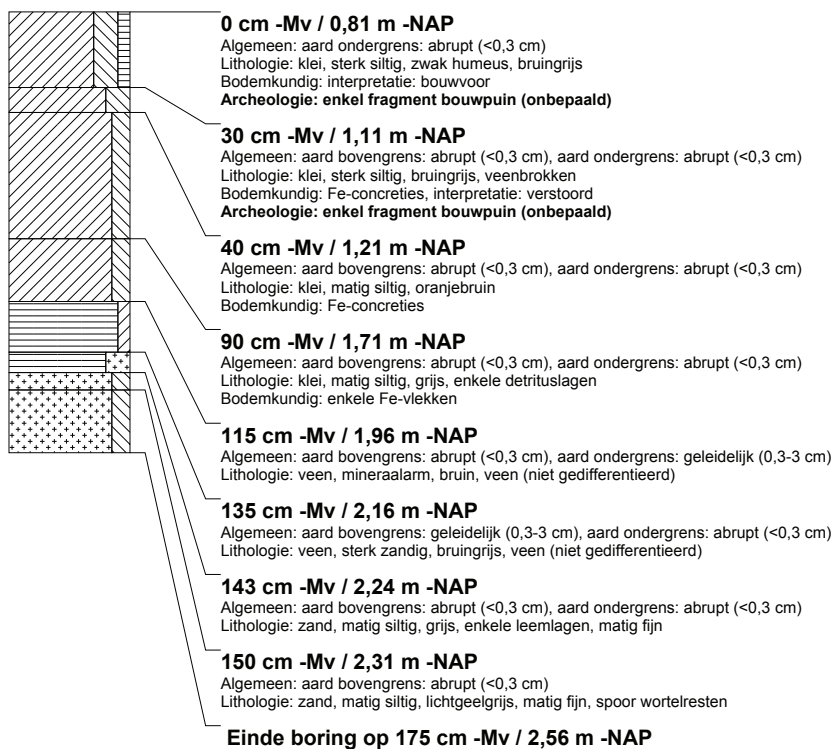 0 cm -Mv / 0,81 m -NAP
Algemeen: aard ondergrens: abrupt (<0,3 cm)
Lithologie: klei, sterk siltig, zwak humeus, bruingrijs
Bodemkundig: interpretatie: bouwvoor
Archeologie: enkel fragment bouwpuin (onbepaald)
30 cm -Mv / 1,11 m -NAP
Algemeen: aard bovengrens: abrupt (<0,3 cm), aard ondergrens: abrupt (<0,3 cm)
Lithologie: klei, sterk siltig, bruingrijs, veenbrokken
Bodemkundig: Fe-concreties, interpretatie: verstoord
Archeologie: enkel fragment bouwpuin (onbepaald)
40 cm -Mv / 1,21 m -NAP
Algemeen: aard bovengrens: abrupt (<0,3 cm), aard ondergrens: abrupt (<0,3 cm)
Lithologie: klei, matig siltig, oranjebruin
Bodemkundig: Fe-concreties
90 cm -Mv / 1,71 m -NAP
Algemeen: aard bovengrens: abrupt (<0,3 cm), aard ondergrens: abrupt (<0,3 cm)
Lithologie: klei, matig siltig, grijs, enkele detrituslagen
Bodemkundig: enkele Fe-vlekken
115 cm -Mv / 1,96 m -NAP
Algemeen: aard bovengrens: abrupt (<0,3 cm), aard ondergrens: geleidelijk (0,3-3 cm)
Lithologie: veen, mineraalarm, bruin, veen (niet gedifferentieerd)
135 cm -Mv / 2,16 m -NAP
Algemeen: aard bovengrens: geleidelijk (0,3-3 cm), aard ondergrens: abrupt (<0,3 cm)
Lithologie: veen, sterk zandig, bruingrijs, veen (niet gedifferentieerd)
143 cm -Mv / 2,24 m -NAP
Algemeen: aard bovengrens: abrupt (<0,3 cm), aard ondergrens: abrupt (<0,3 cm)
Lithologie: zand, matig siltig, grijs, enkele leemlagen, matig fijn
150 cm -Mv / 2,31 m -NAP
Algemeen: aard bovengrens: abrupt (<0,3 cm)
Lithologie: zand, matig siltig, lichtgeelgrijs, matig fijn, spoor wortelresten
Einde boring op 175 cm -Mv / 2,56 m -NAP